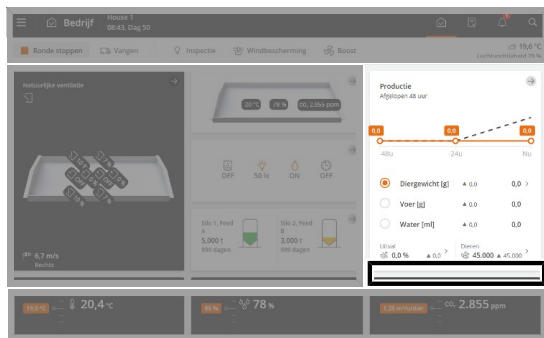 Bedrijf
House 1
08:43, Dag 50
Ronde stoppen
Vangen
Inspectie
Windbescherming
Boost
19,6 °C
Luchtvochtigheid 79 %
Natuurlijke ventilatie
6,7 m/s
Rechts
20 °C
78 %
CO₂ 2.855 ppm
OFF
50 lx
ON
OFF
Silo 1, Feed
A
5.000 t
999 dagen
Silo 2, Feed
B
3.000 t
999 dagen
Productie
Afgelopen 48 uur
0,0
0,0
0,0
-48u
24u
Nu
Diergewicht [g] ▲ 0,0 0,0 >
Voer [g] ▲ 0,0 0,0
Water [ml] ▲ 0,0 0,0
Uitval
0,0 % ▲ 0,0 >
Dieren
45.000 ▲ 45.000 >
19,0 °C
20,4 °C
78 %
CO₂ 2.855 ppm